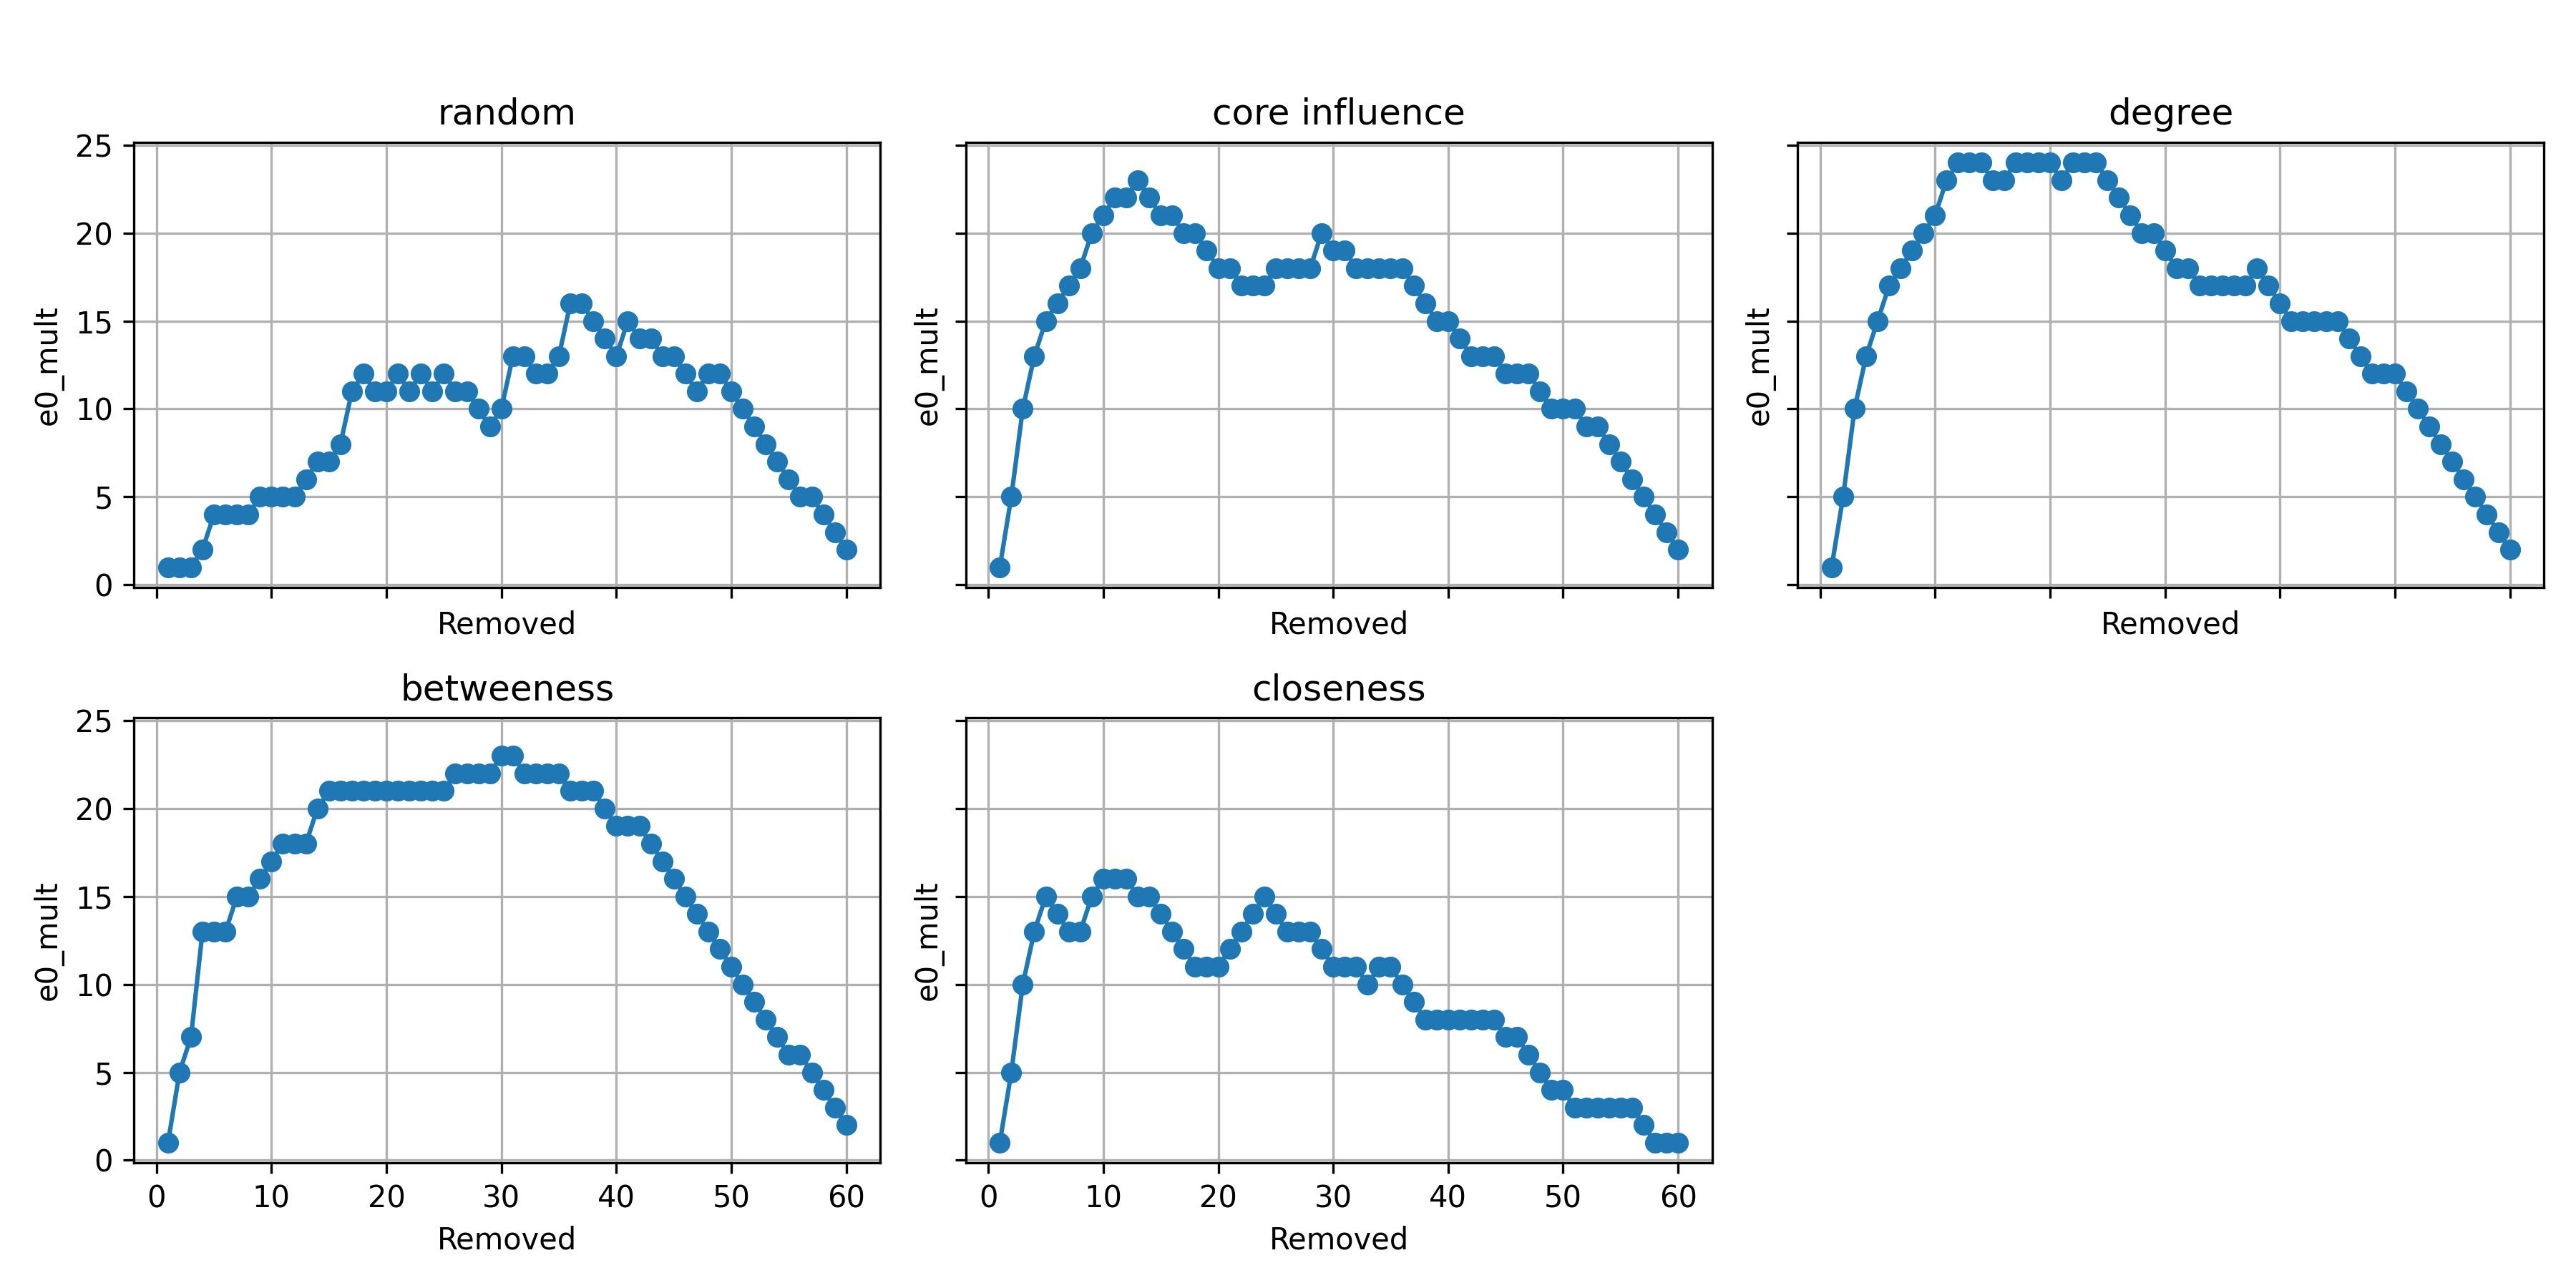 random
25
20
15
10
5
0
e0_mult
Removed
core influence
e0_mult
Removed
degree
e0_mult
Removed
betweeness
25
20
15
10
5
0
e0_mult
0 10 20 30 40 50 60
Removed
closeness
e0_mult
0 10 20 30 40 50 60
Removed